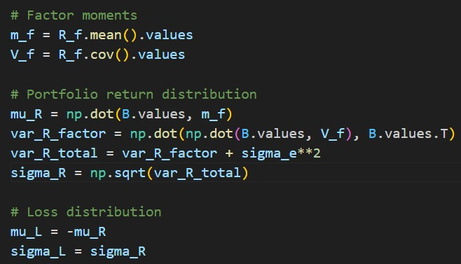 # Factor moments
m_f = R_f.mean().values
V_f = R_f.cov().values
# Portfolio return distribution
mu_R = np.dot(B.values, m_f)
var_R_factor = np.dot(np.dot(B.values, V_f), B.values.T)
var_R_total = var_R_factor + sigma_e**2
sigma_R = np.sqrt(var_R_total)
# Loss distribution
mu_L = -mu_R
sigma_L = sigma_R